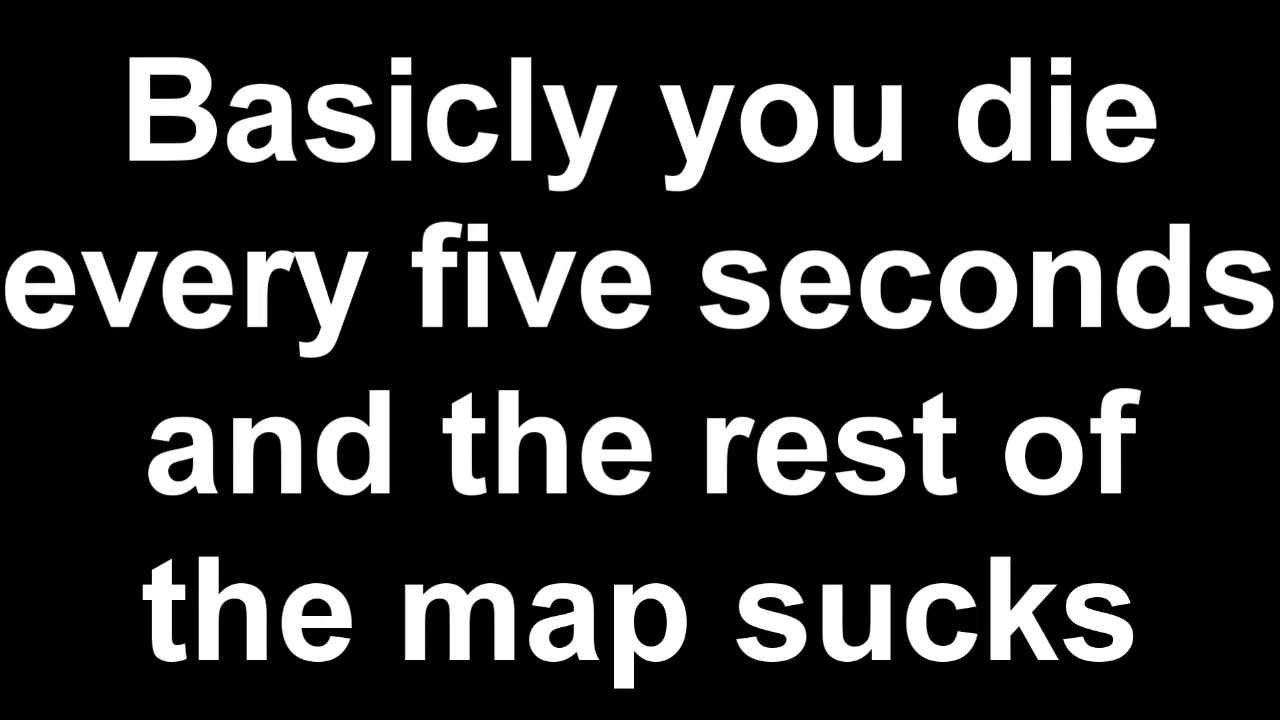 Basicly you die
every five seconds
and the rest of
the map sucks